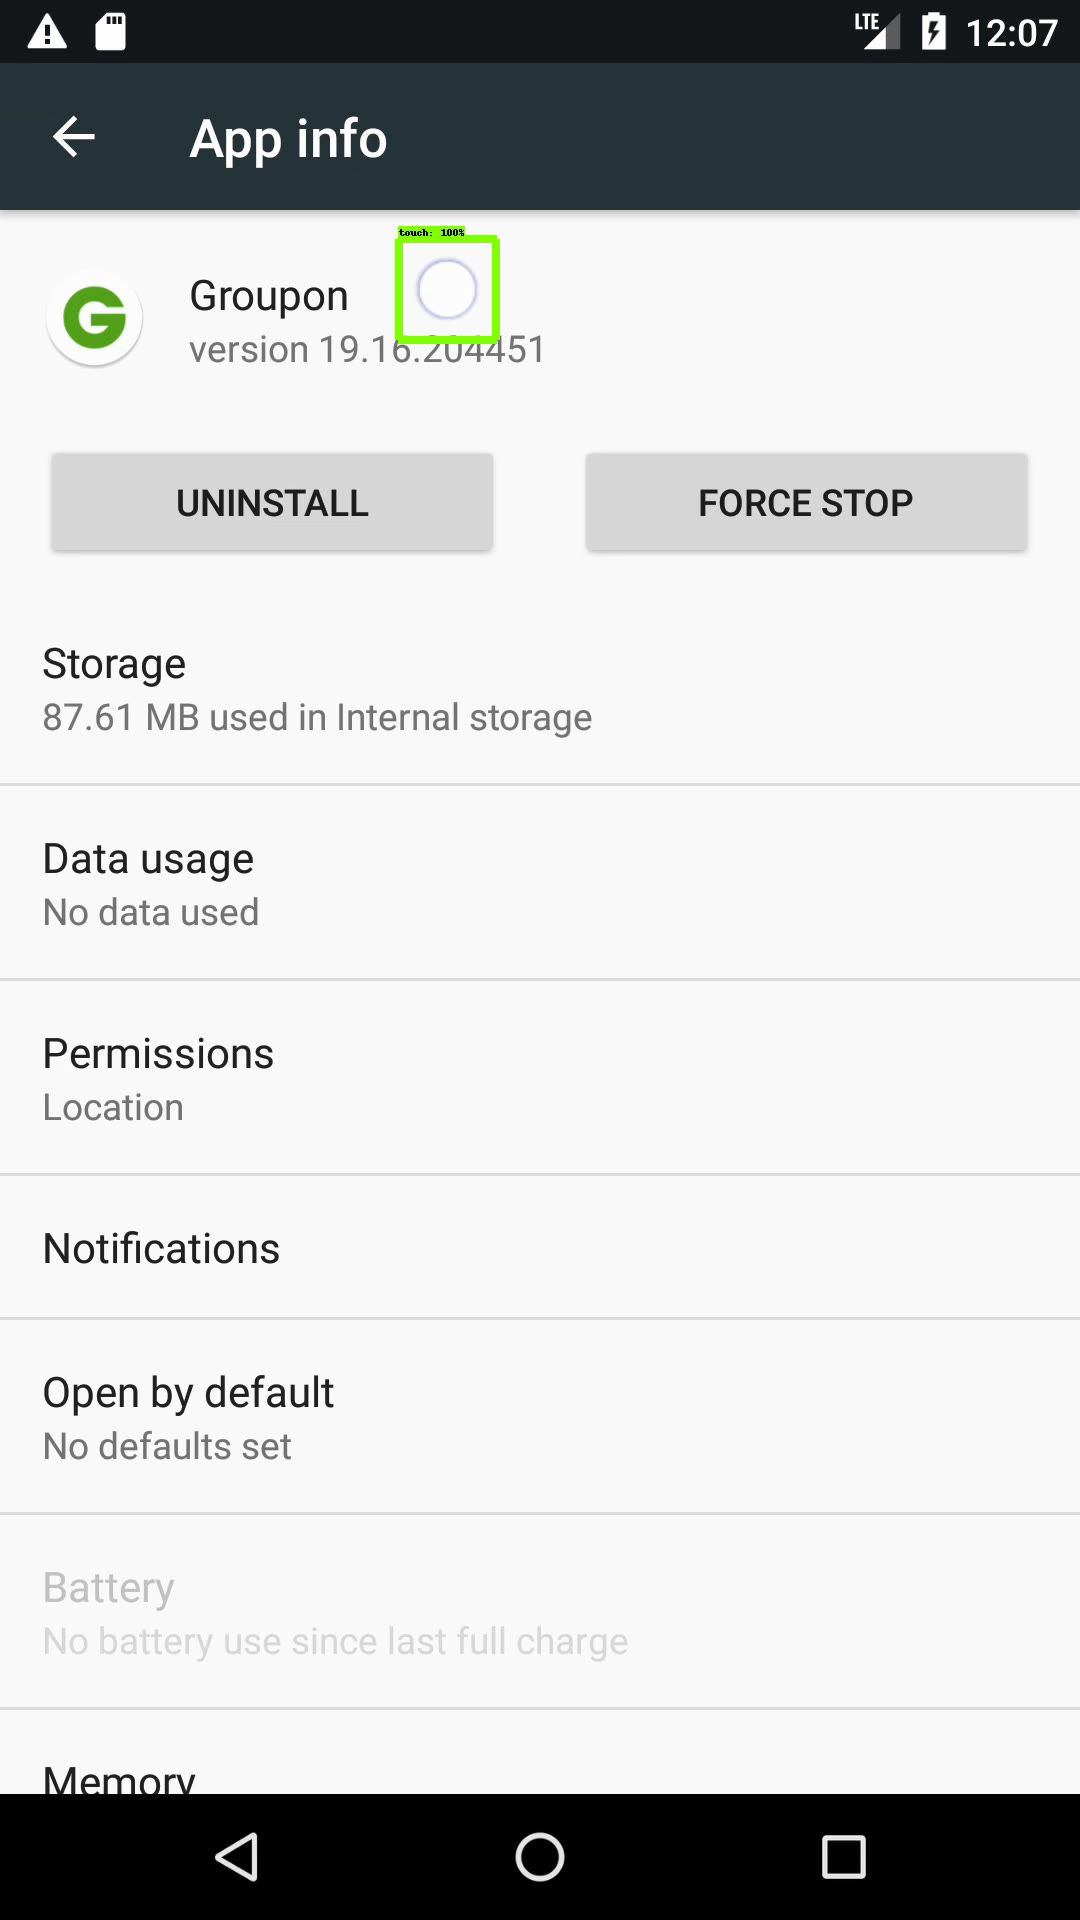 LTE 12:07
App info
touch: 100%
Groupon
version 19.16.204451
UNINSTALL FORCE STOP
Storage
87.61 MB used in Internal storage
Data usage
No data used
Permissions
Location
Notifications
Open by default
No defaults set
Battery
No battery use since last full charge
Memory